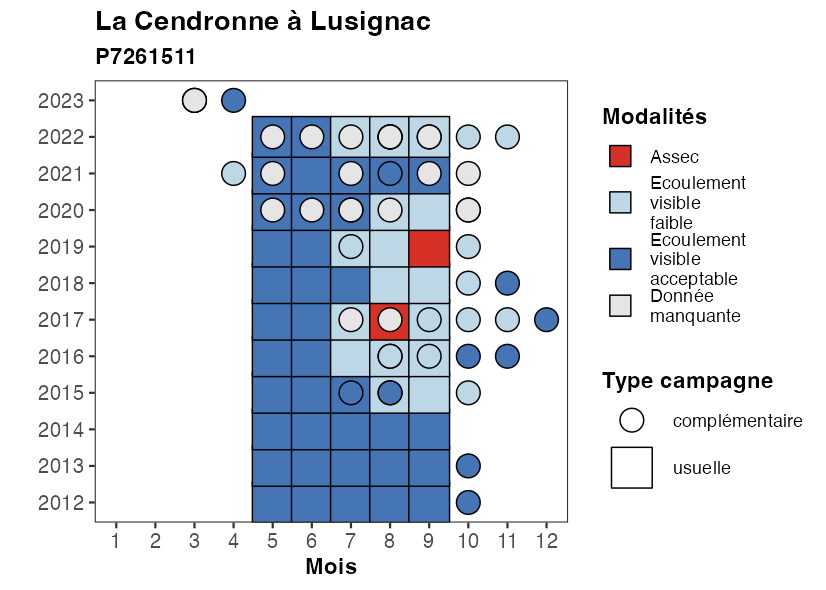 La Cendronne à Lusignac
P7261511
2023
2022
2021
2020
2019
2018
2017
2016
2015
2014
2013
2012
1 2 3 4 5 6 7 8 9 10 11 12
Mois
Modalités
Assec
Ecoulement
visible
faible
Ecoulement
visible
acceptable
Donnée
manquante
Type campagne
complémentaire
usuelle